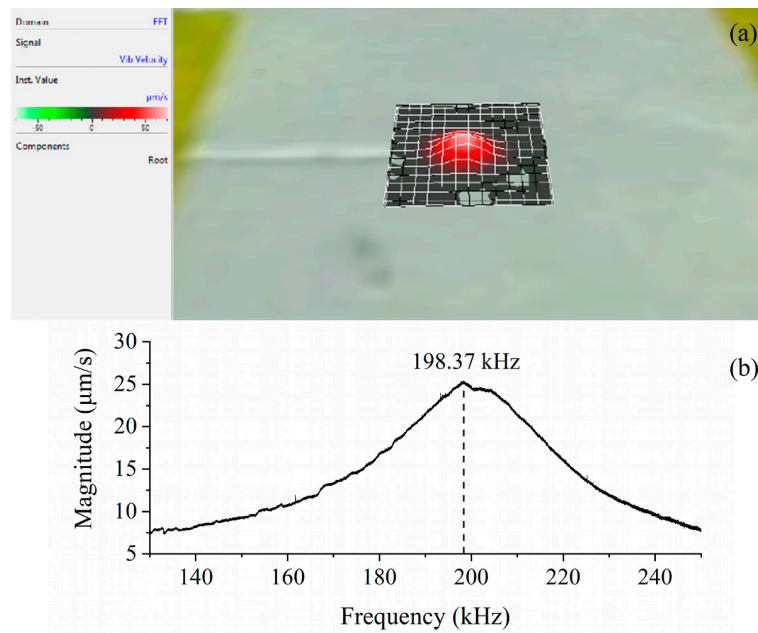 Domain FFT
Signal
Vib Velocity
Inst. Value
µm/s
-50 0 50
Components
Root
(a)
30
25
20
15
10
5
Magnitude (µm/s)
198.37 kHz
(b)
140 160 180 200 220 240
Frequency (kHz)